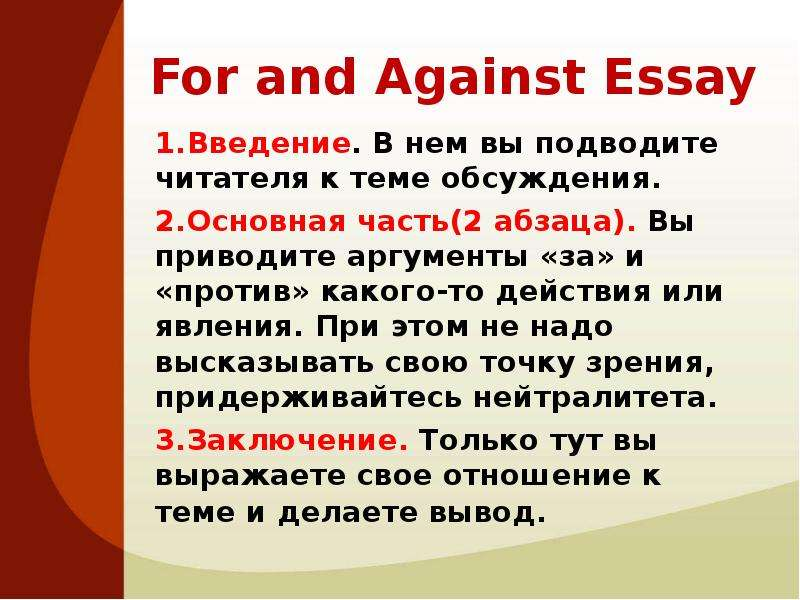 For and Against Essay
1.Введение. В нем вы подводите
читателя к теме обсуждения.
2.Основная часть(2 абзаца). Вы
приводите аргументы «за» и
«против» какого-то действия или
явления. При этом не надо
высказывать свою точку зрения,
придерживайтесь нейтралитета.
3.Заключение. Только тут вы
выражаете свое отношение к
теме и делаете вывод.